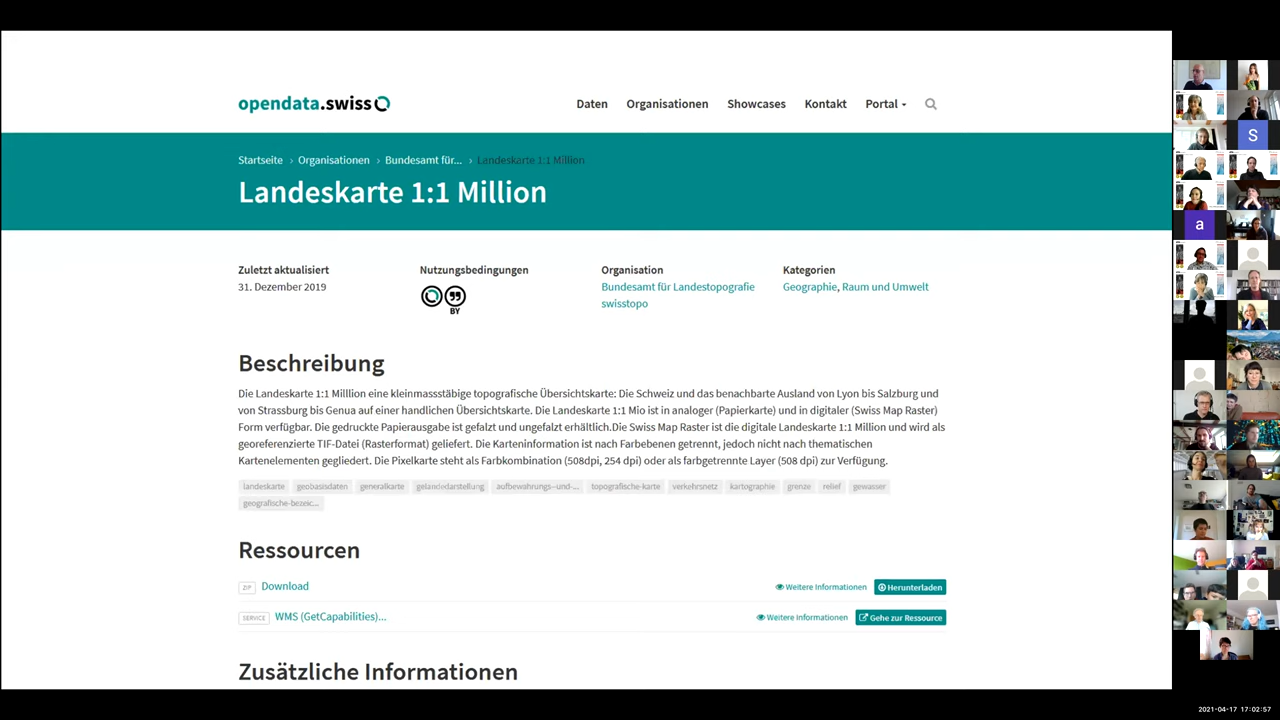 opendata.swiss
Daten Organisationen Showcases Kontakt Portal
Startseite › Organisationen › Bundesamt für... › Landeskarte 1:1 Million
Landeskarte 1:1 Million
Zuletzt aktualisiert Nutzungsbedingungen Organisation Kategorien
31. Dezember 2019 Bundesamt für Landestopografie Geographie, Raum und Umwelt
swisstopo
BY
Beschreibung
Die Landeskarte 1:1 Milllion eine kleinmassstäbige topografische Übersichtskarte: Die Schweiz und das benachbarte Ausland von Lyon bis Salzburg und
von Strassburg bis Genua auf einer handlichen Übersichtskarte. Die Landeskarte 1:1 Mio ist in analoger (Papierkarte) und in digitaler (Swiss Map Raster)
Form verfügbar. Die gedruckte Papierausgabe ist gefalzt und ungefalzt erhältlich.Die Swiss Map Raster ist die digitale Landeskarte 1:1 Million und wird als
georeferenzierte TIF-Datei (Rasterformat) geliefert. Die Karteninformation ist nach Farbebenen getrennt, jedoch nicht nach thematischen
Kartenelementen gegliedert. Die Pixelkarte steht als Farbkombination (508dpi, 254 dpi) oder als farbgetrennte Layer (508 dpi) zur Verfügung.
landeskarte geobasisdaten generalkarte gelandedarstellung aufbewahrungs--und-... topografische-karte verkehrsnetz kartographie grenze relief gewasser
geografische-bezeic...
Ressourcen
ZIP Download Weitere Informationen Herunterladen
SERVICE WMS (GetCapabilities)... Weitere Informationen Gehe zur Ressource
Zusätzliche Informationen
S
a
2021-04-17 17:02:57